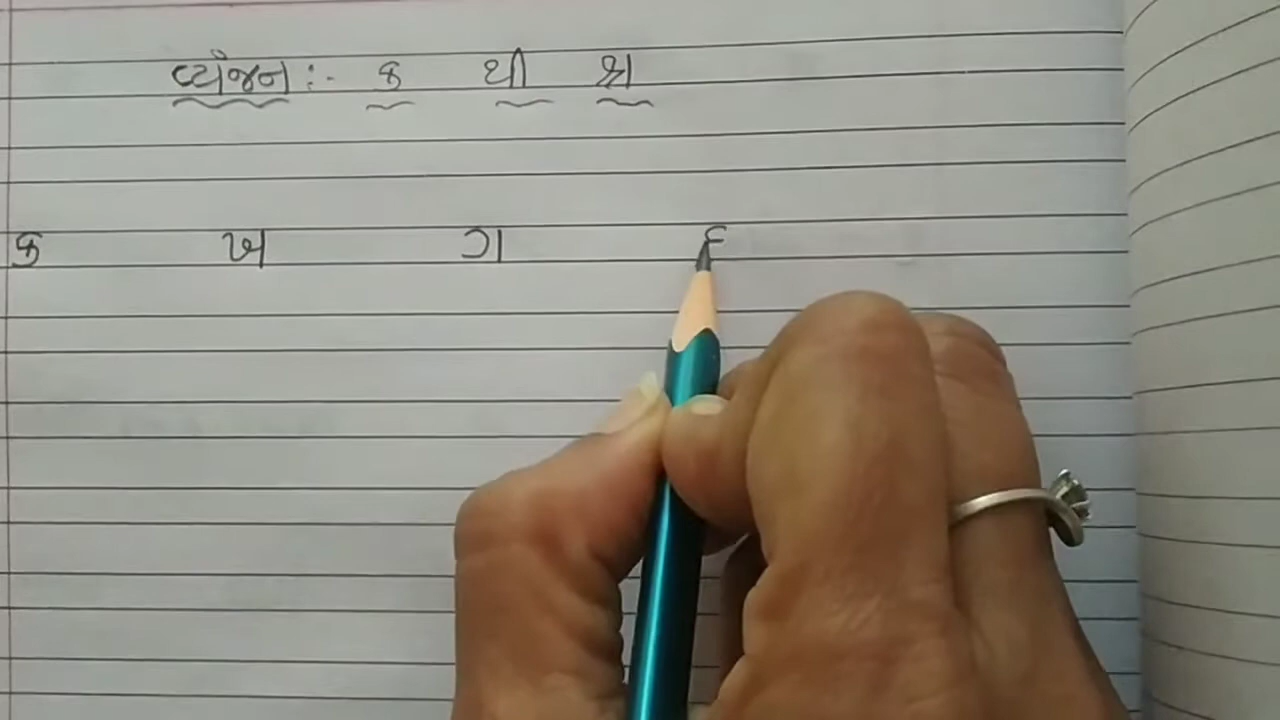 વ્યંજન :- ક થી શ્ર
ક ખ ગ